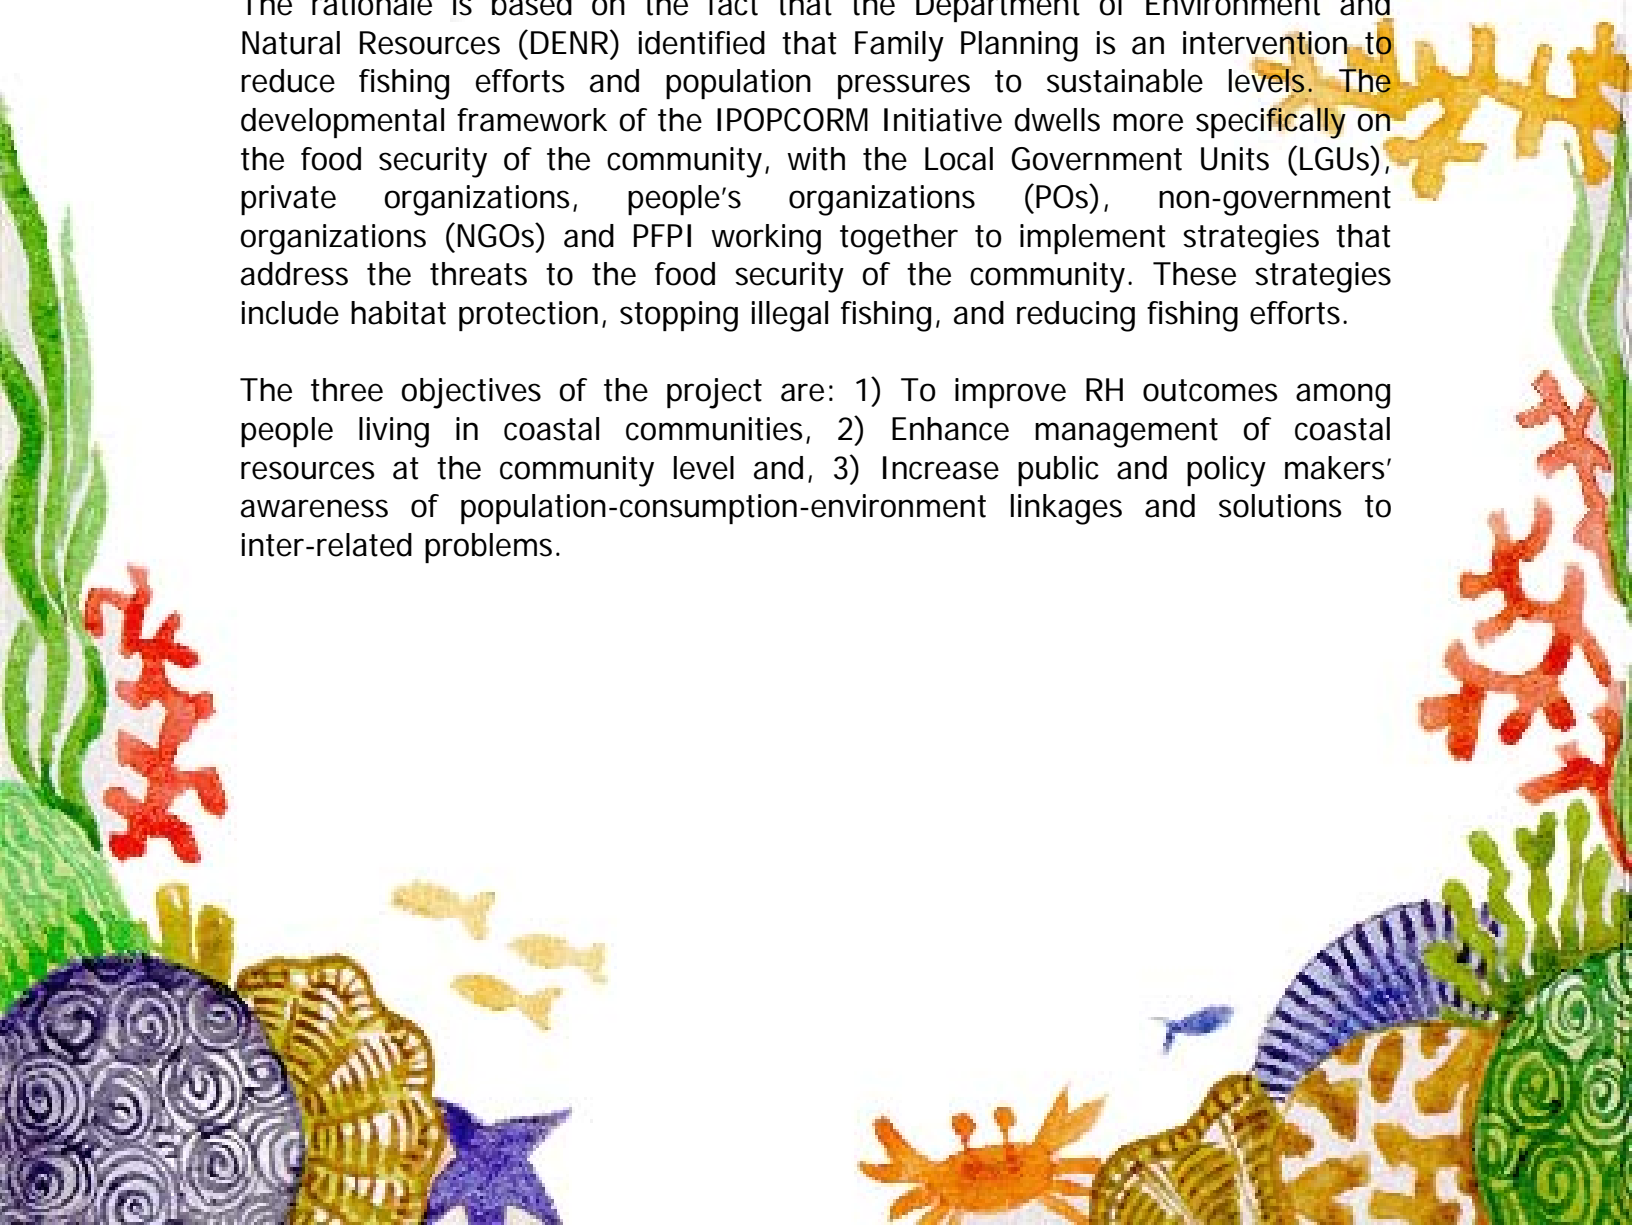 The rationale is based on the fact that the Department of Environment and
Natural Resources (DENR) identified that Family Planning is an intervention to
reduce fishing efforts and population pressures to sustainable levels. The
developmental framework of the IPOPCORM Initiative dwells more specifically on
the food security of the community, with the Local Government Units (LGUs),
private organizations, people’s organizations (POs), non-government
organizations (NGOs) and PFPI working together to implement strategies that
address the threats to the food security of the community. These strategies
include habitat protection, stopping illegal fishing, and reducing fishing efforts.
The three objectives of the project are: 1) To improve RH outcomes among
people living in coastal communities, 2) Enhance management of coastal
resources at the community level and, 3) Increase public and policy makers’
awareness of population-consumption-environment linkages and solutions to
inter-related problems.